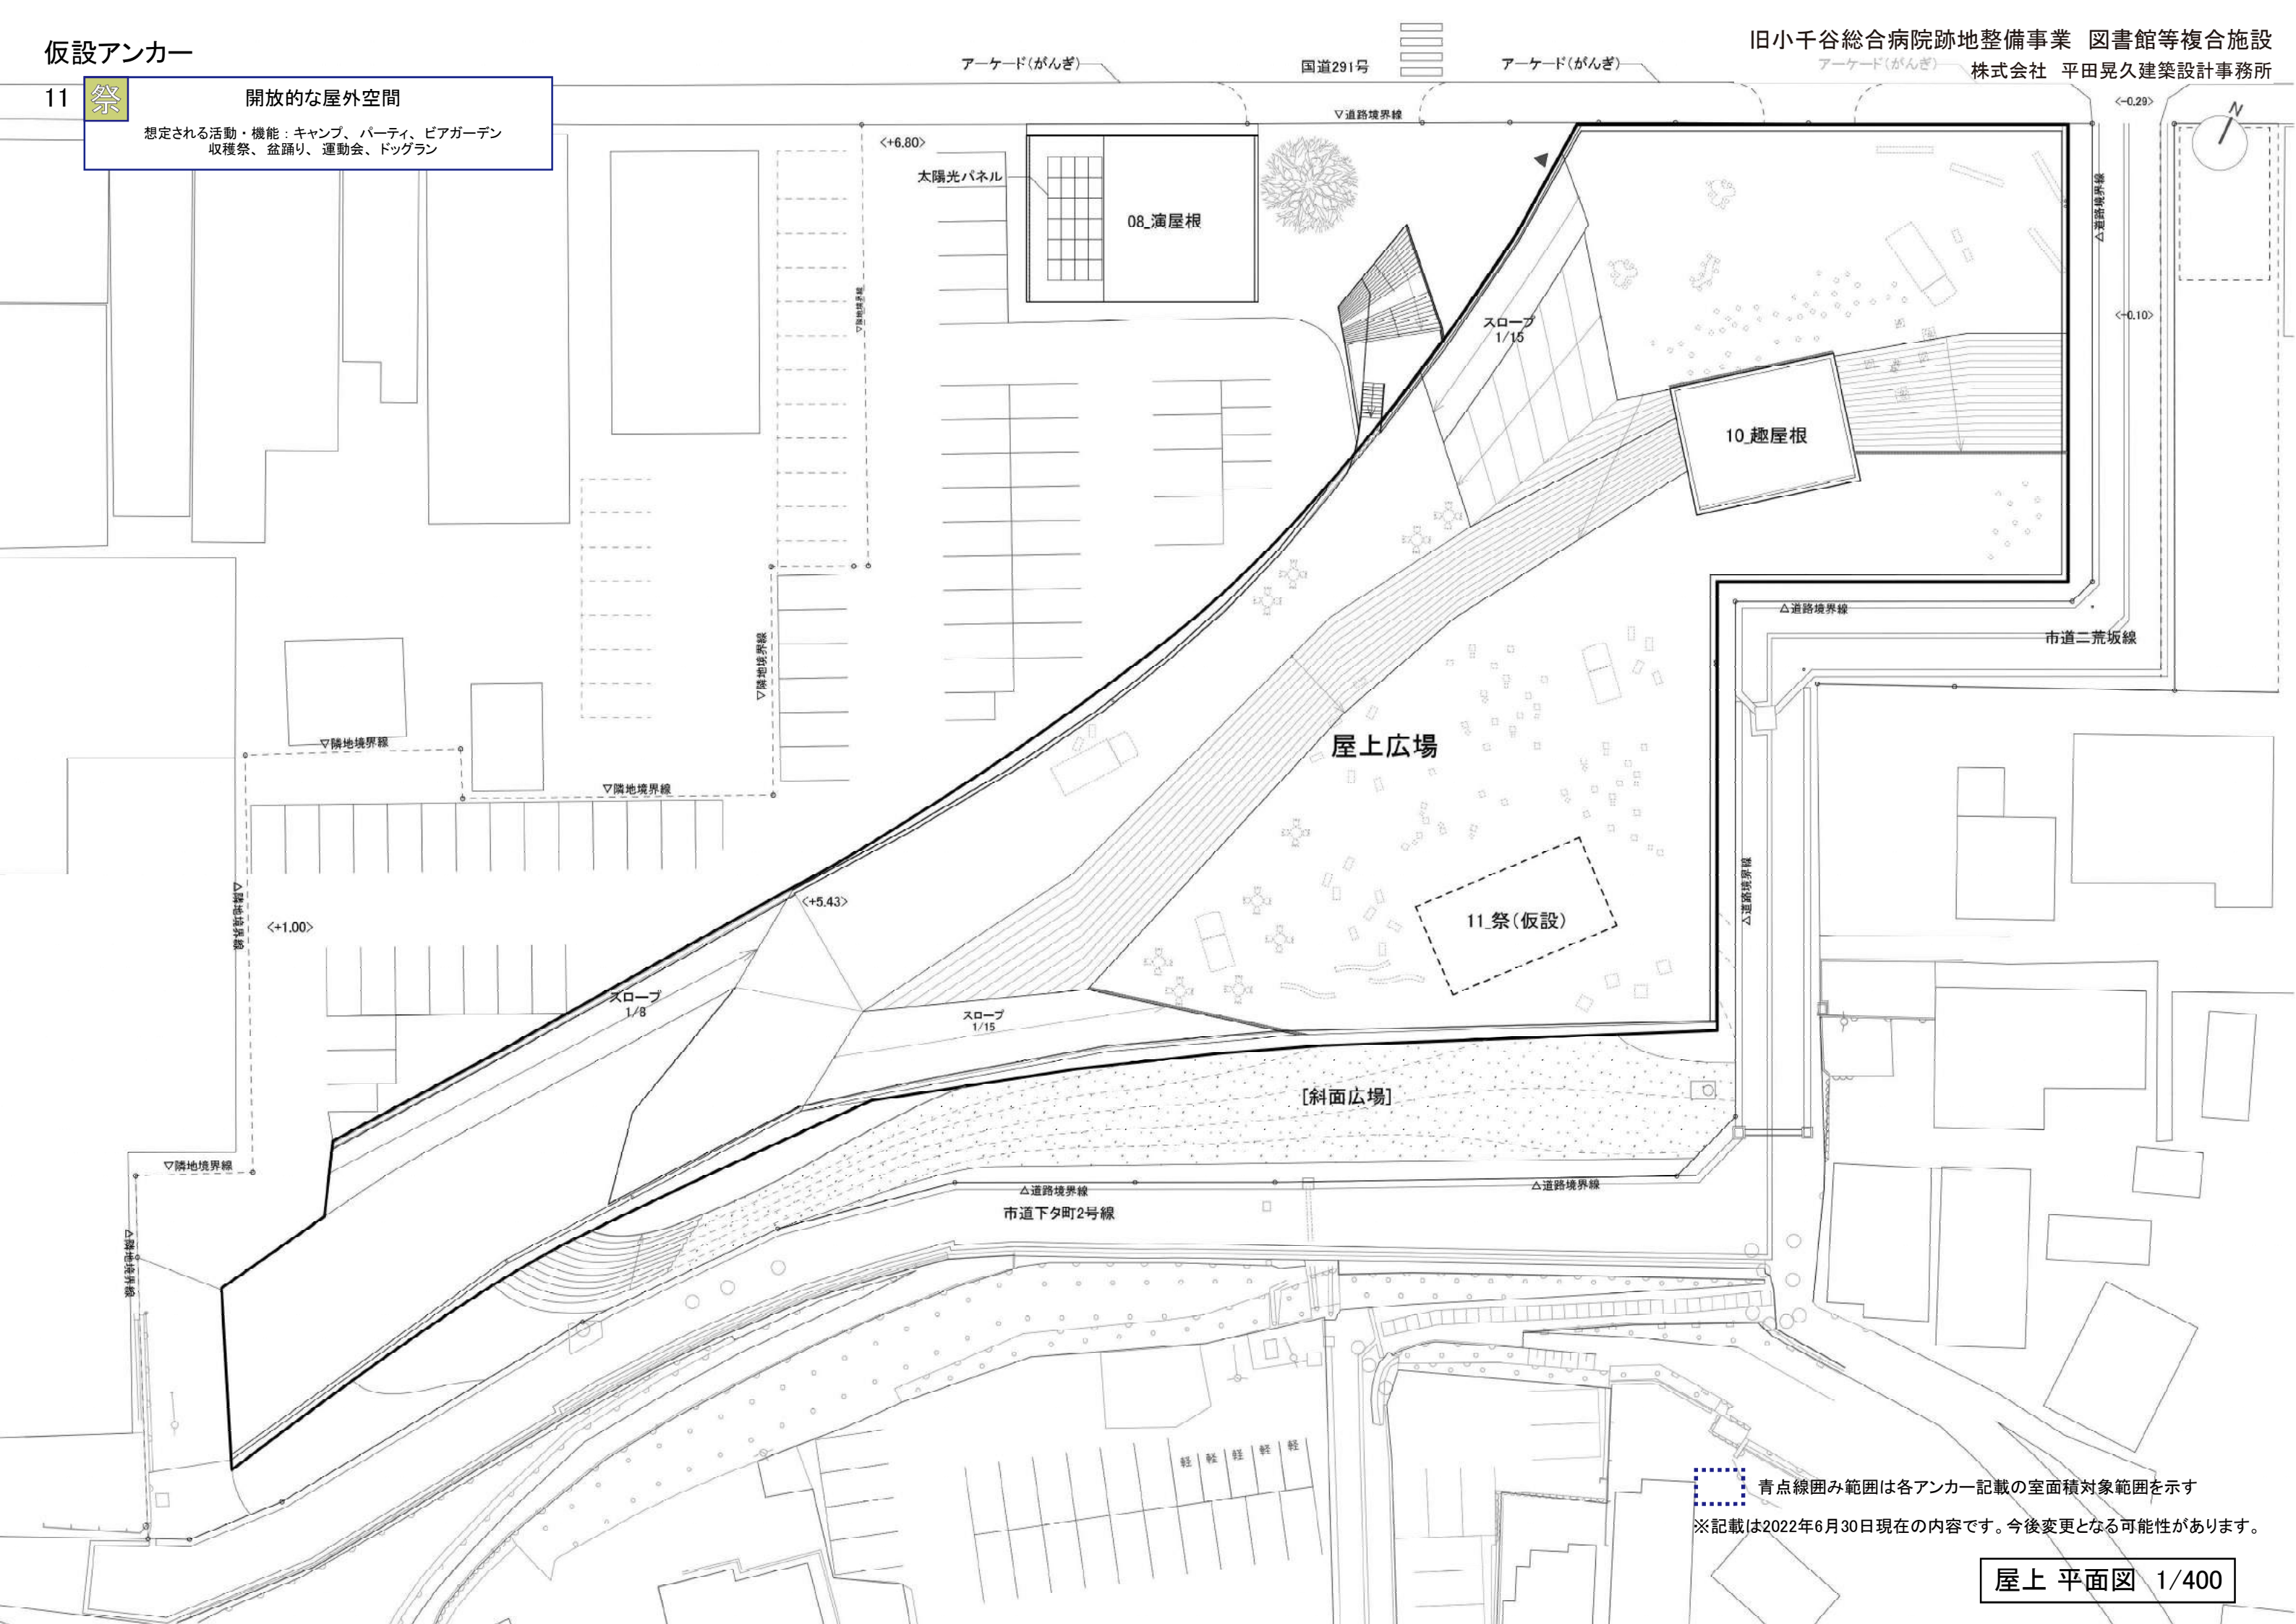 仮設アンカー
11 祭 開放的な屋外空間
想定される活動・機能：キャンプ、パーティ、ビアガーデン
収穫祭、盆踊り、運動会、ドッグラン
旧小千谷総合病院跡地整備事業 図書館等複合施設
株式会社 平田晃久建築設計事務所
アーケード(がんぎ)
国道291号
アーケード(がんぎ)
アーケード(がんぎ)
▽道路境界線
<-0.29>
N
<+6.80>
太陽光パネル
08_演屋根
△道路境界線
▽隣地境界線
スロープ
1/15
<-0.10>
10_趣屋根
△道路境界線
市道二荒坂線
▽隣地境界線
▽隣地境界線
▽隣地境界線
屋上広場
△隣地境界線
<+1.00>
<+5.43>
11_祭(仮設)
△道路境界線
スロープ
1/8
スロープ
1/15
[斜面広場]
▽隣地境界線
△道路境界線
△道路境界線
市道下タ町2号線
△隣地境界線
軽 軽 軽 軽 軽
青点線囲み範囲は各アンカー記載の室面積対象範囲を示す
※記載は2022年6月30日現在の内容です。今後変更となる可能性があります。
屋上 平面図 1/400